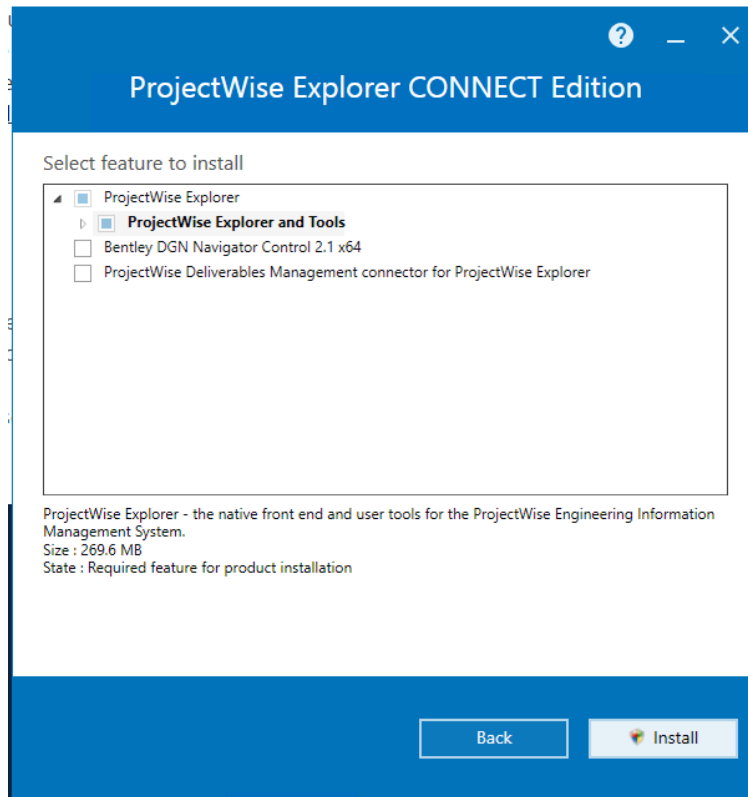 ProjectWise Explorer CONNECT Edition
Select feature to install
ProjectWise Explorer
ProjectWise Explorer and Tools
Bentley DGN Navigator Control 2.1 x64
ProjectWise Deliverables Management connector for ProjectWise Explorer
ProjectWise Explorer - the native front end and user tools for the ProjectWise Engineering Information
Management System.
Size : 269.6 MB
State : Required feature for product installation
Back
Install